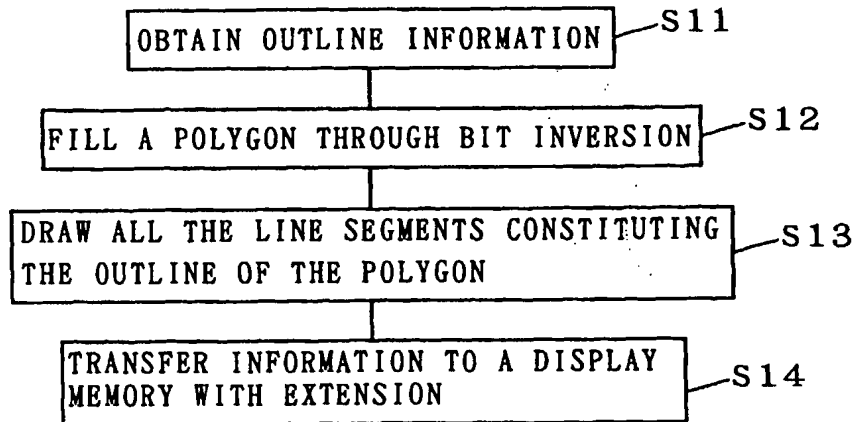 OBTAIN OUTLINE INFORMATION
S11
FILL A POLYGON THROUGH BIT INVERSION
S12
DRAW ALL THE LINE SEGMENTS CONSTITUTING
THE OUTLINE OF THE POLYGON
S13
TRANSFER INFORMATION TO A DISPLAY
MEMORY WITH EXTENSION
S14